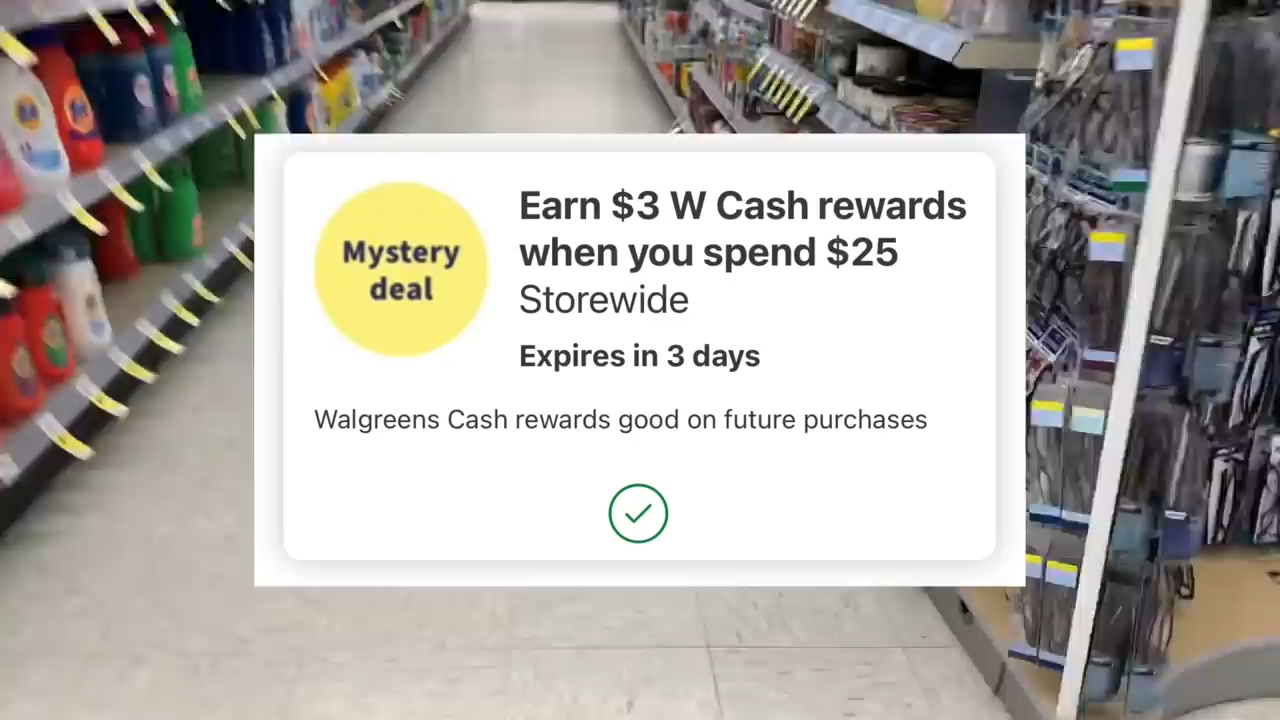 Mystery
deal
Earn $3 W Cash rewards
when you spend $25
Storewide
Expires in 3 days
Walgreens Cash rewards good on future purchases